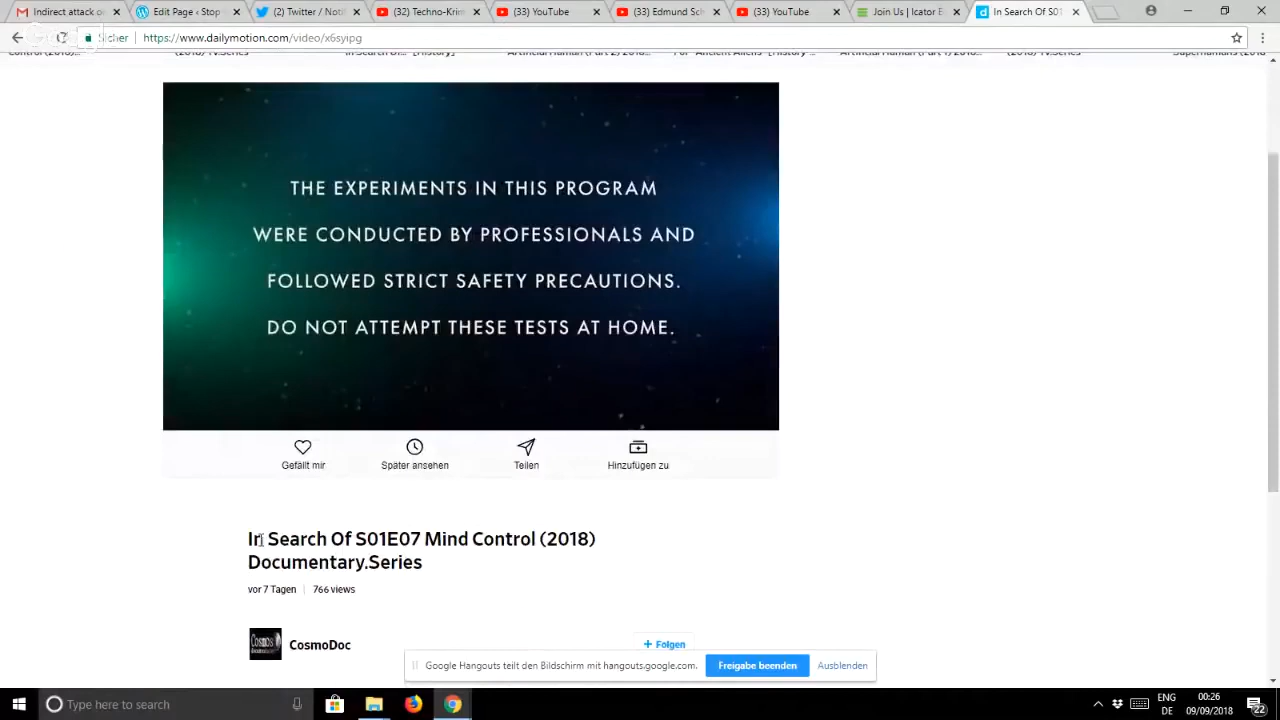 Indirect attack o
Edit Page ‹ Stop
(2) Twitter / Noti
(32) Techno-Krim
(33) YouTube
(33) Edmund Sch
(33) YouTube
Join Us | Icator E
In Search Of S01
https://www.dailymotion.com/video/x6syipg
THE EXPERIMENTS IN THIS PROGRAM
WERE CONDUCTED BY PROFESSIONALS AND
FOLLOWED STRICT SAFETY PRECAUTIONS.
DO NOT ATTEMPT THESE TESTS AT HOME.
Gefällt mir
Später ansehen
Teilen
Hinzufügen zu
In Search Of S01E07 Mind Control (2018)
Documentary.Series
vor 7 Tagen | 766 views
CosmoDoc
+ Folgen
Google Hangouts teilt den Bildschirm mit hangouts.google.com.
Freigabe beenden
Ausblenden
Type here to search
ENG
DE
00:26
09/09/2018
22